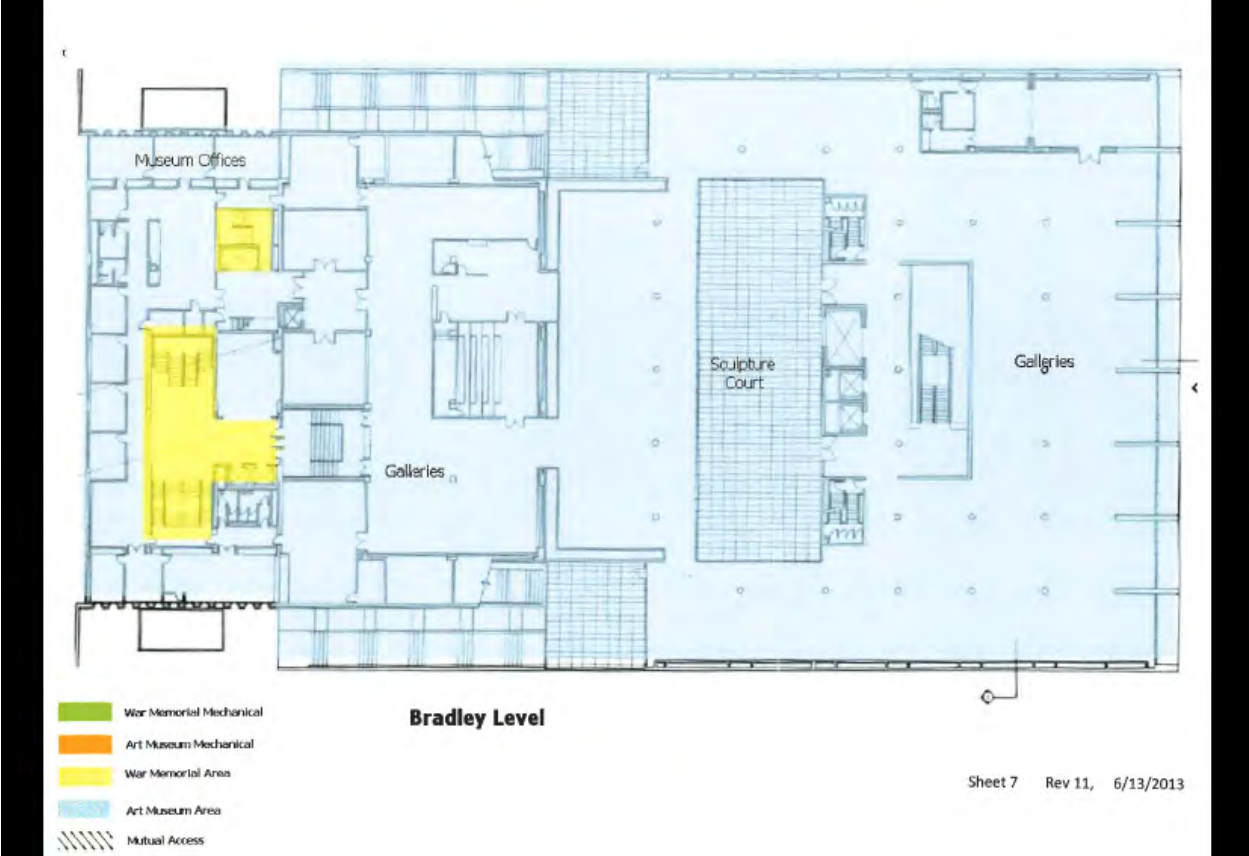 Museum Offices
Sculpture
Court
Galleries
Galleries
War Memorial Mechanical
Bradley Level
Art Museum Mechanical
War Memorial Area
Sheet 7 Rev 11, 6/13/2013
Art Museum Area
Mutual Access